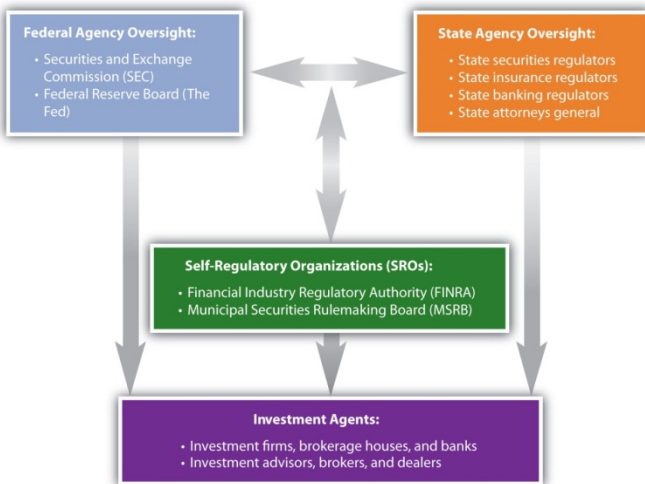 Federal Agency Oversight:
• Securities and Exchange
Commission (SEC)
• Federal Reserve Board (The
Fed)
State Agency Oversight:
• State securities regulators
• State insurance regulators
• State banking regulators
• State attorneys general
Self-Regulatory Organizations (SROs):
• Financial Industry Regulatory Authority (FINRA)
• Municipal Securities Rulemaking Board (MSRB)
Investment Agents:
• Investment firms, brokerage houses, and banks
• Investment advisors, brokers, and dealers